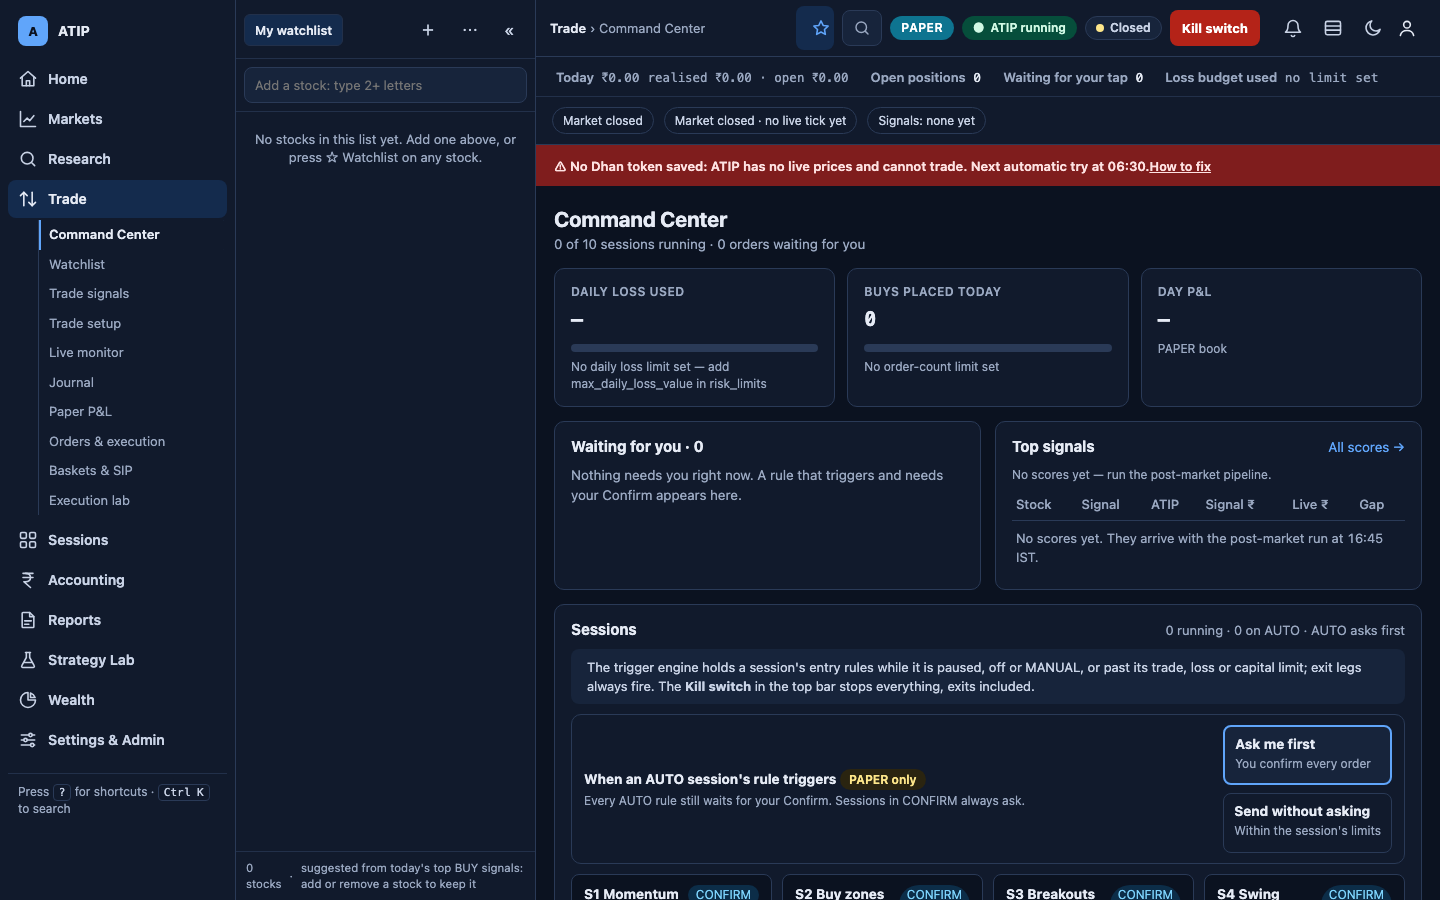 A ATIP
Home
Markets
Research
Trade
Command Center
Watchlist
Trade signals
Trade setup
Live monitor
Journal
Paper P&L
Orders & execution
Baskets & SIP
Execution lab
Sessions
Accounting
Reports
Strategy Lab
Wealth
Settings & Admin
Press ? for shortcuts · Ctrl K
to search
My watchlist + ··· «
Add a stock: type 2+ letters
No stocks in this list yet. Add one above, or
press ☆ Watchlist on any stock.
0
stocks
·
suggested from today's top BUY signals:
add or remove a stock to keep it
Trade › Command Center
PAPER
ATIP running
Closed
Kill switch
Today ₹0.00 realised ₹0.00 · open ₹0.00 Open positions 0 Waiting for your tap 0 Loss budget used no limit set
Market closed
Market closed · no live tick yet
Signals: none yet
⚠ No Dhan token saved: ATIP has no live prices and cannot trade. Next automatic try at 06:30.How to fix
Command Center
0 of 10 sessions running · 0 orders waiting for you
DAILY LOSS USED
—
No daily loss limit set — add
max_daily_loss_value in risk_limits
BUYS PLACED TODAY
0
No order-count limit set
DAY P&L
—
PAPER book
Waiting for you · 0
Nothing needs you right now. A rule that triggers and needs
your Confirm appears here.
Top signals All scores →
No scores yet — run the post-market pipeline.
Stock Signal ATIP Signal ₹ Live ₹ Gap
No scores yet. They arrive with the post-market run at 16:45
IST.
Sessions 0 running · 0 on AUTO · AUTO asks first
The trigger engine holds a session's entry rules while it is paused, off or MANUAL, or past its trade, loss or capital limit; exit legs
always fire. The Kill switch in the top bar stops everything, exits included.
When an AUTO session's rule triggers PAPER only
Every AUTO rule still waits for your Confirm. Sessions in CONFIRM always ask.
Ask me first
You confirm every order
Send without asking
Within the session's limits
S1 Momentum CONFIRM
S2 Buy zones CONFIRM
S3 Breakouts CONFIRM
S4 Swing CONFIRM